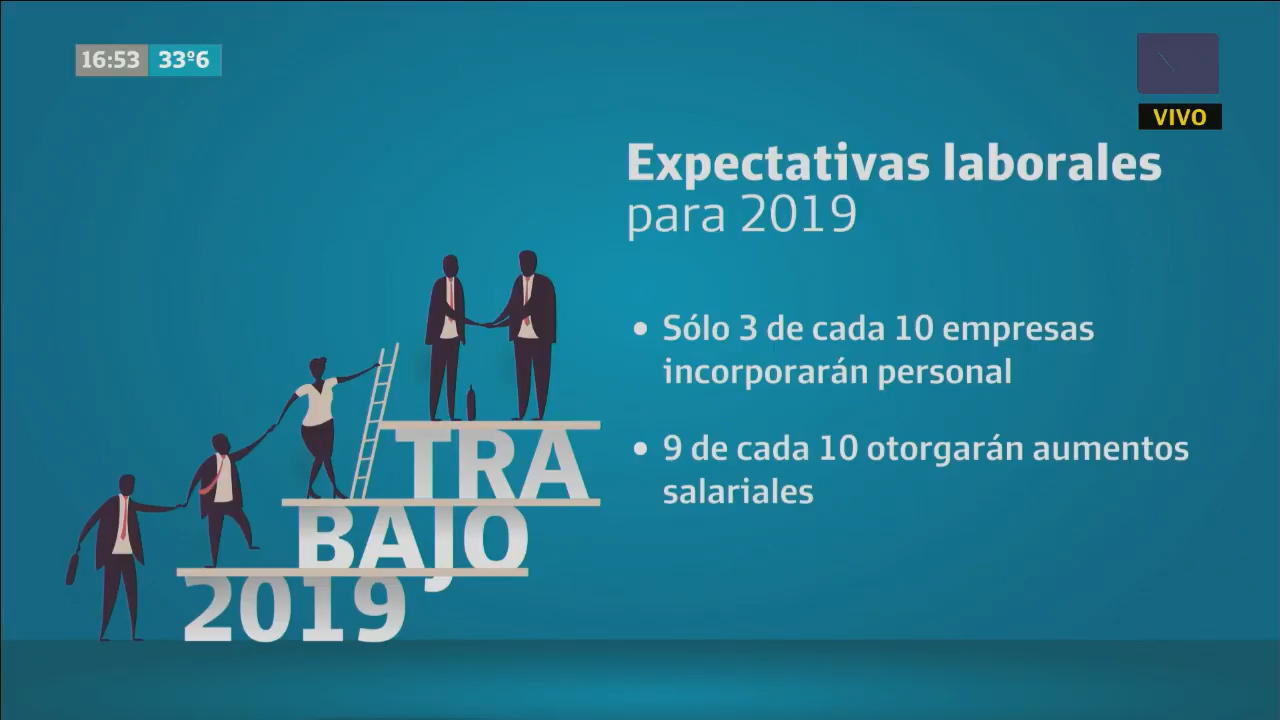 16:53 33º6
VIVO
Expectativas laborales
para 2019
• Sólo 3 de cada 10 empresas
incorporarán personal
• 9 de cada 10 otorgarán aumentos
salariales
TRA
BAJO
2019